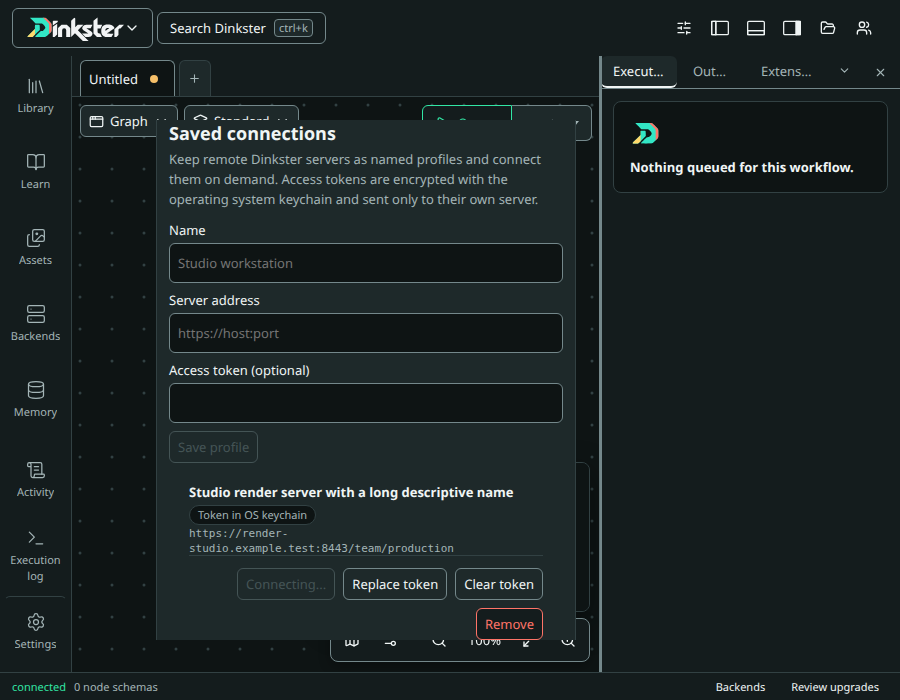 Dinkster
Search Dinkster ctrl+k
Untitled
+
Execut...
Out...
Extens...
Library
Learn
Assets
Backends
Memory
Activity
Execution
log
Settings
Graph
Standard
Saved connections
Keep remote Dinkster servers as named profiles and connect
them on demand. Access tokens are encrypted with the
operating system keychain and sent only to their own server.
Name
Studio workstation
Server address
https://host:port
Access token (optional)
Save profile
Studio render server with a long descriptive name
Token in OS keychain
https://render-
studio.example.test:8443/team/production
Connecting...
Replace token
Clear token
Remove
100%
Nothing queued for this workflow.
connected
0 node schemas
Backends
Review upgrades